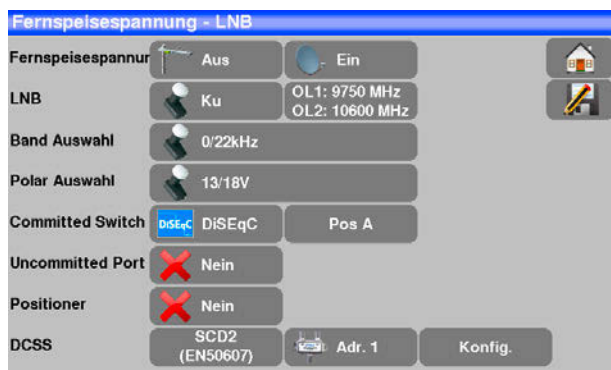 Fernspeisespannung - LNB
Fernspeisespannur Aus Ein
LNB Ku OL1: 9750 MHz
OL2: 10600 MHz
Band Auswahl 0/22kHz
Polar Auswahl 13/18V
Committed Switch DiSEqC DiSEqC Pos A
Uncommitted Port Nein
Positioner Nein
DCSS SCD2
(EN50607) Adr. 1 Konfig.